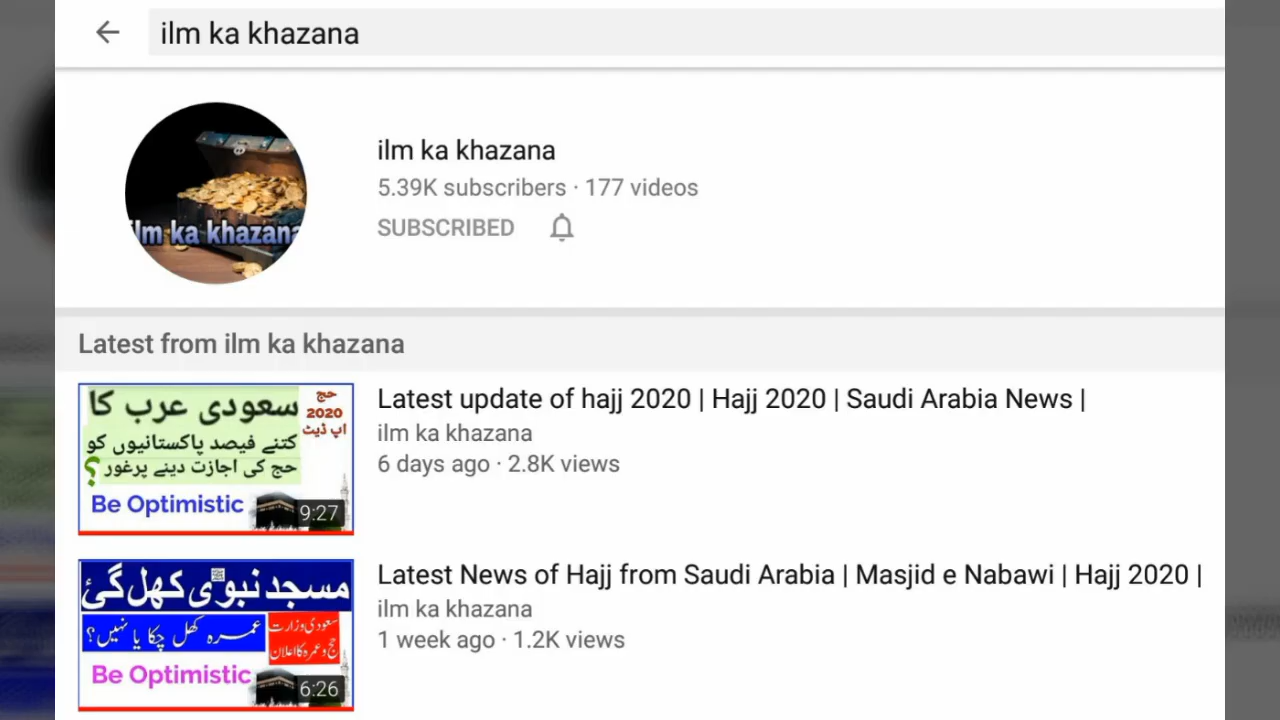 ilm ka khazana
ilm ka khazana
5.39K subscribers · 177 videos
SUBSCRIBED
ilm ka khazana
Latest from ilm ka khazana
سعودی عرب کا
حج
2020
اپ ڈیٹ
کتنے فیصد پاکستانیوں کو
حج کی اجازت دینے پرغور؟
Be Optimistic
9:27
Latest update of hajj 2020 | Hajj 2020 | Saudi Arabia News |
ilm ka khazana
6 days ago · 2.8K views
مسجد نبوی کھل گئ
عمرہ کھل چکا یا نہیں؟
سعودی وزارت
حج و عمرہ کا اعلان
Be Optimistic
6:26
Latest News of Hajj from Saudi Arabia | Masjid e Nabawi | Hajj 2020 |
ilm ka khazana
1 week ago · 1.2K views